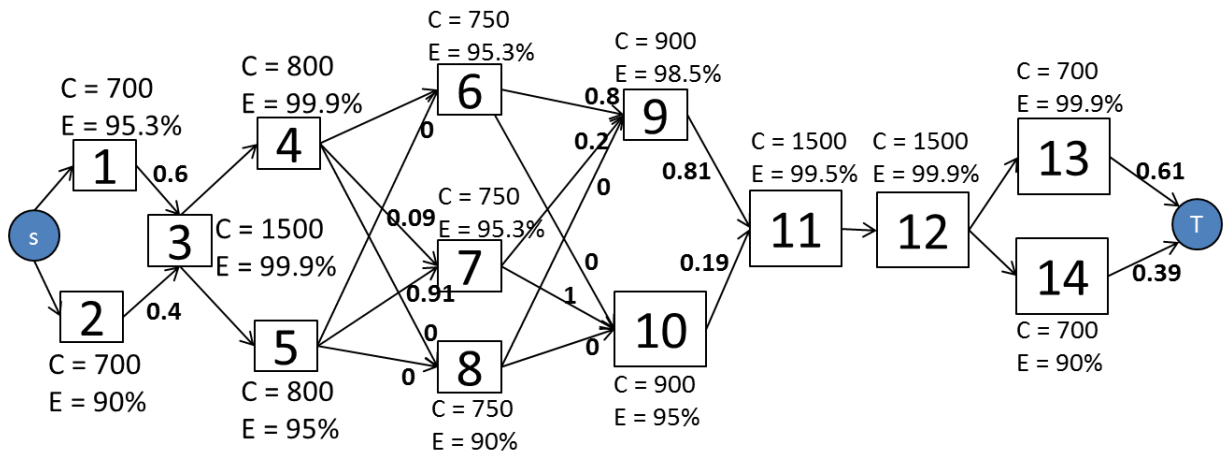 C = 750
E = 95.3%
6
C = 900
E = 98.5%
9
C = 800
E = 99.9%
4
C = 700
E = 95.3%
1
C = 700
E = 99.9%
13
0.8
0
0.2
0.6
0.81
C = 1500
E = 99.5%
11
C = 1500
E = 99.9%
12
0.61
s
C = 1500
E = 99.9%
3
0.09
C = 750
E = 95.3%
7
0
T
0.91
0
1
0.19
0.39
14
C = 700
E = 90%
2
0.4
C = 700
E = 90%
5
C = 800
E = 95%
0
0
8
C = 750
E = 90%
0
10
C = 900
E = 95%